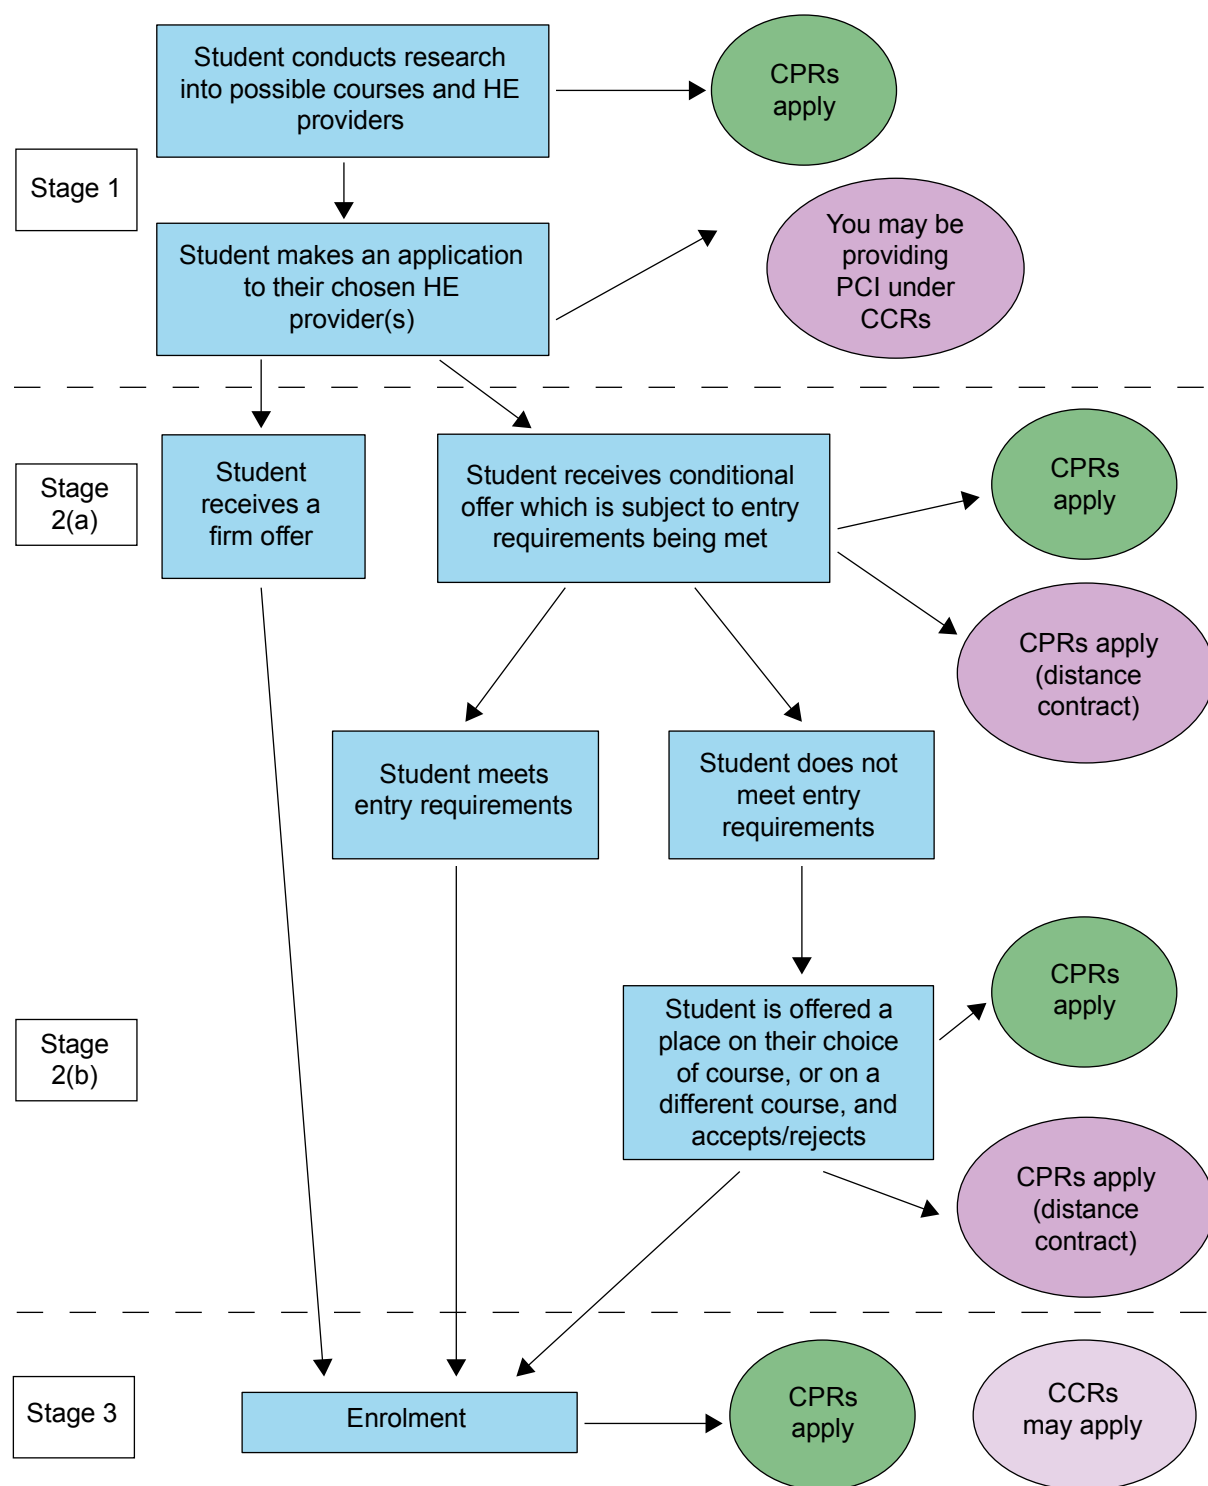 Student conducts research
into possible courses and HE
providers
CPRs
apply
Stage 1
Student makes an application
to their chosen HE
provider(s)
You may be
providing
PCI under
CCRs
Stage
2(a)
Student
receives a
firm offer
Student receives conditional
offer which is subject to entry
requirements being met
CPRs
apply
CPRs apply
(distance
contract)
Student meets
entry requirements
Student does not
meet entry
requirements
Stage
2(b)
Student is offered a
place on their choice
of course, or on a
different course, and
accepts/rejects
CPRs
apply
CPRs apply
(distance
contract)
Stage 3
Enrolment
CPRs
apply
CCRs
may apply